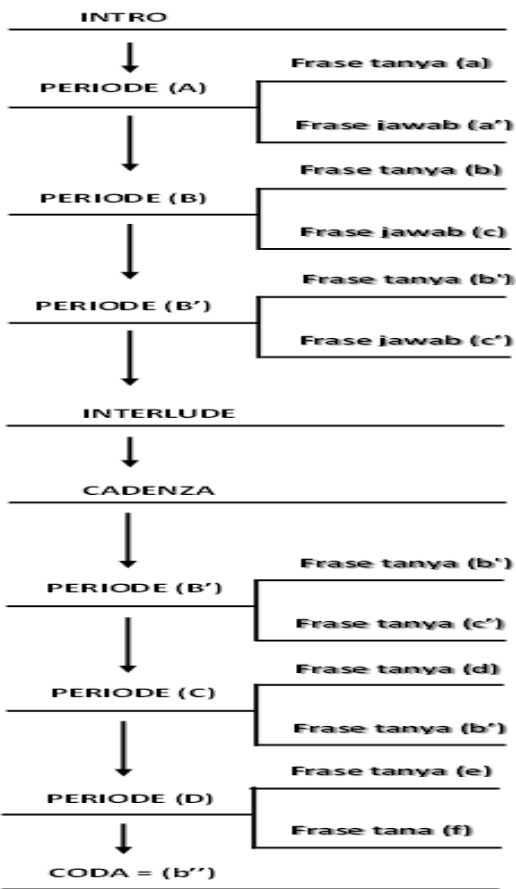 INTRO
Frase tanya (a)
PERIODE (A)
Frase jawab (a’)
Frase tanya (b)
PERIODE (B)
Frase jawab (c)
Frase tanya (b')
PERIODE (B’)
Frase jawab (c’)
INTERLUDE
CADENZA
Frase tanya (b')
PERIODE (B’)
Frase tanya (c’)
Frase tanya (d)
PERIODE (C)
Frase tanya (b’)
Frase tanya (e)
PERIODE (D)
Frase tana (f)
CODA = (b’’)